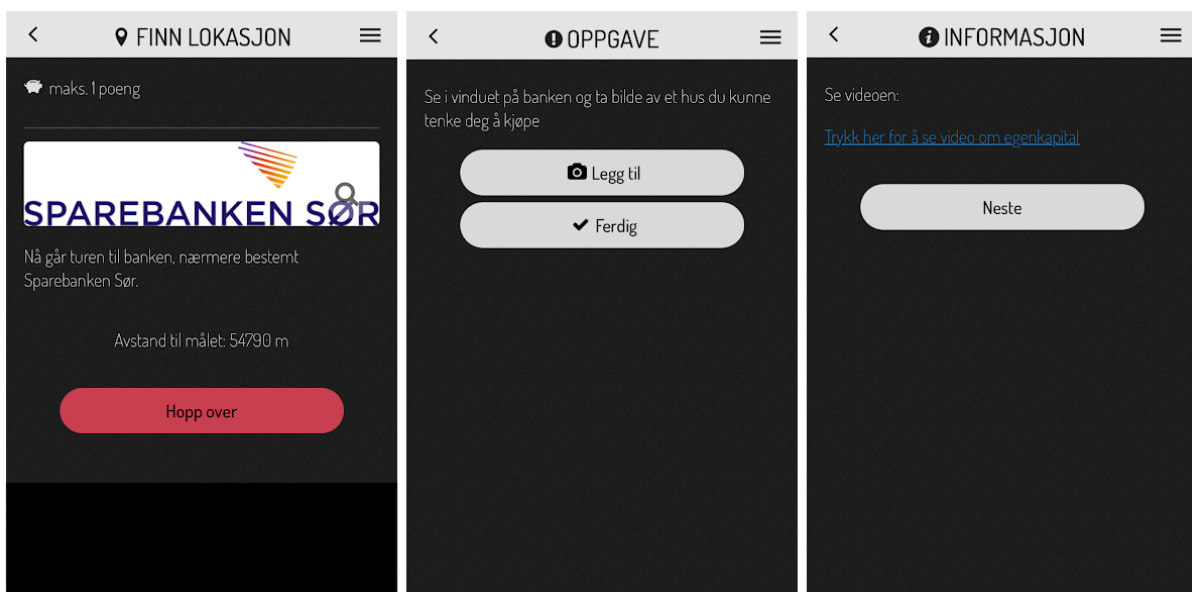 FINN LOKASJON
maks. 1 poeng
SPAREBANKEN SØR
Nå går turen til banken, nærmere bestemt
Sparebanken Sør.
Avstand til målet: 54790 m
Hopp over
OPPGAVE
Se i vinduet på banken og ta bilde av et hus du kunne
tenke deg å kjøpe
Legg til
Ferdig
INFORMASJON
Se videoen:
Trykk her for å se video om egenkapital
Neste